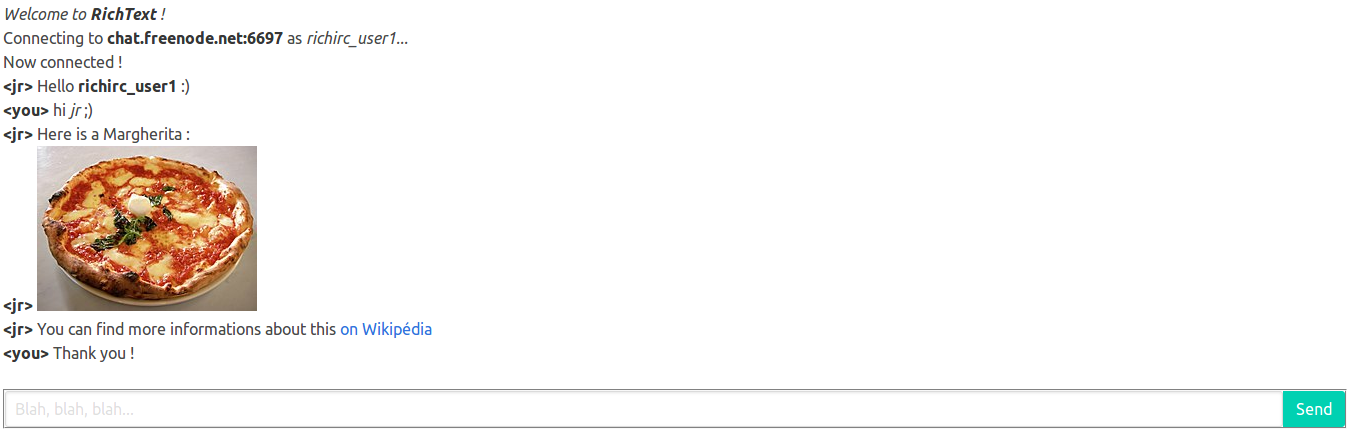 Welcome to RichText !
Connecting to chat.freenode.net:6697 as richirc_user1...
Now connected !
<jr> Hello richirc_user1 :)
<you> hi jr ;)
<jr> Here is a Margherita :
<jr>
<jr> You can find more informations about this on Wikipédia
<you> Thank you !
Blah, blah, blah...
Send